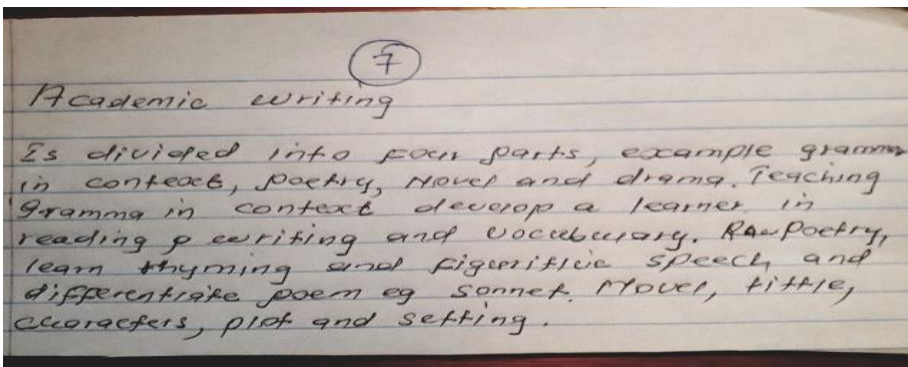 7
Academic writing
Is divided into four parts, example gramma
in context, poetry, Novel and drama. Teaching
gramma in context develop a learner in
reading & writing and vocubulary. Poetry,
learn rhyming and figuritive speech and
differentiate poem eg sonnet. Novel, tittle,
characters, plot and setting.